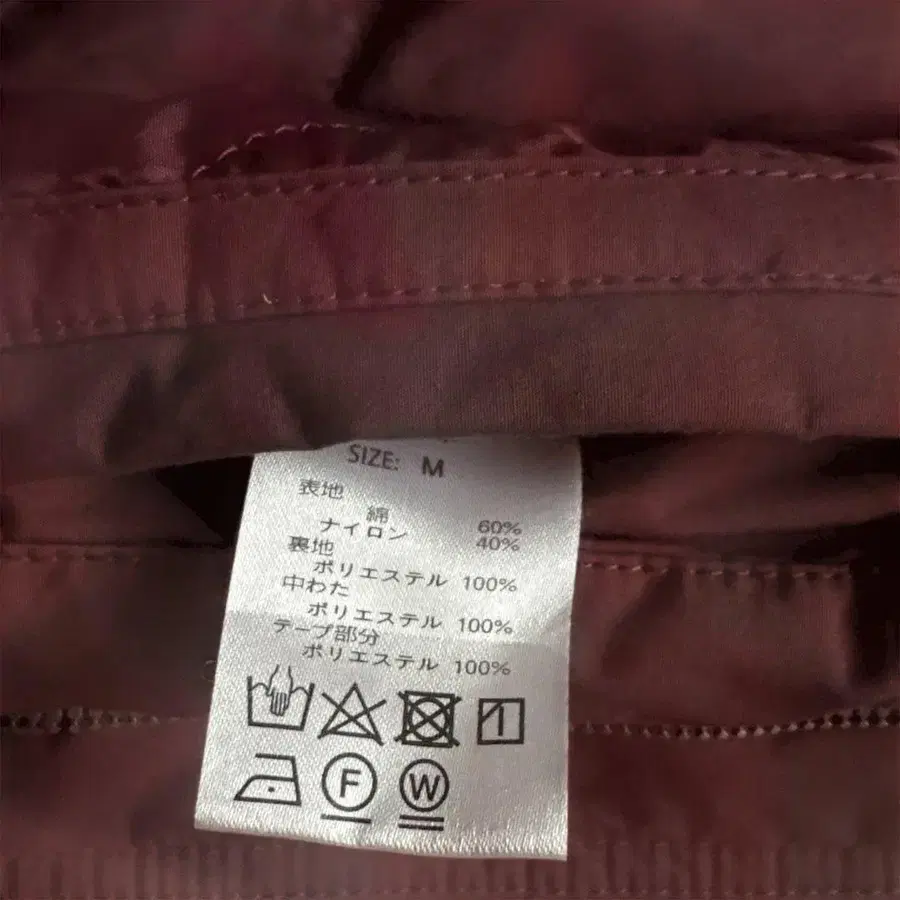 SIZE: M
表地
綿 60%
ナイロン 40%
裏地
ポリエステル 100%
中わた
ポリエステル 100%
テープ部分
ポリエステル 100%
F W